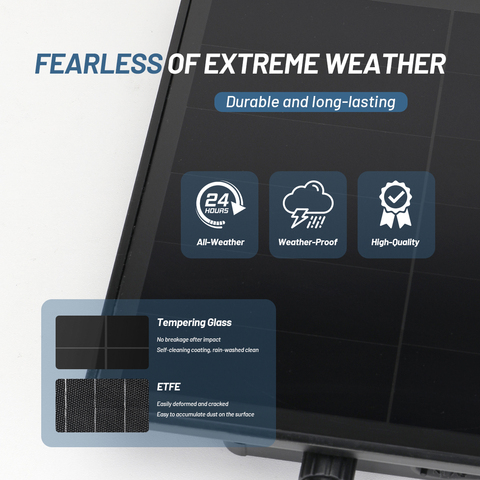 FEARLESS OF EXTREME WEATHER
Durable and long-lasting
24
HOURS
All-Weather
Weather-Proof
High-Quality
Tempering Glass
No breakage after impact
Self-cleaning coating, rain-washed clean
ETFE
Easily deformed and cracked
Easy to accumulate dust on the surface